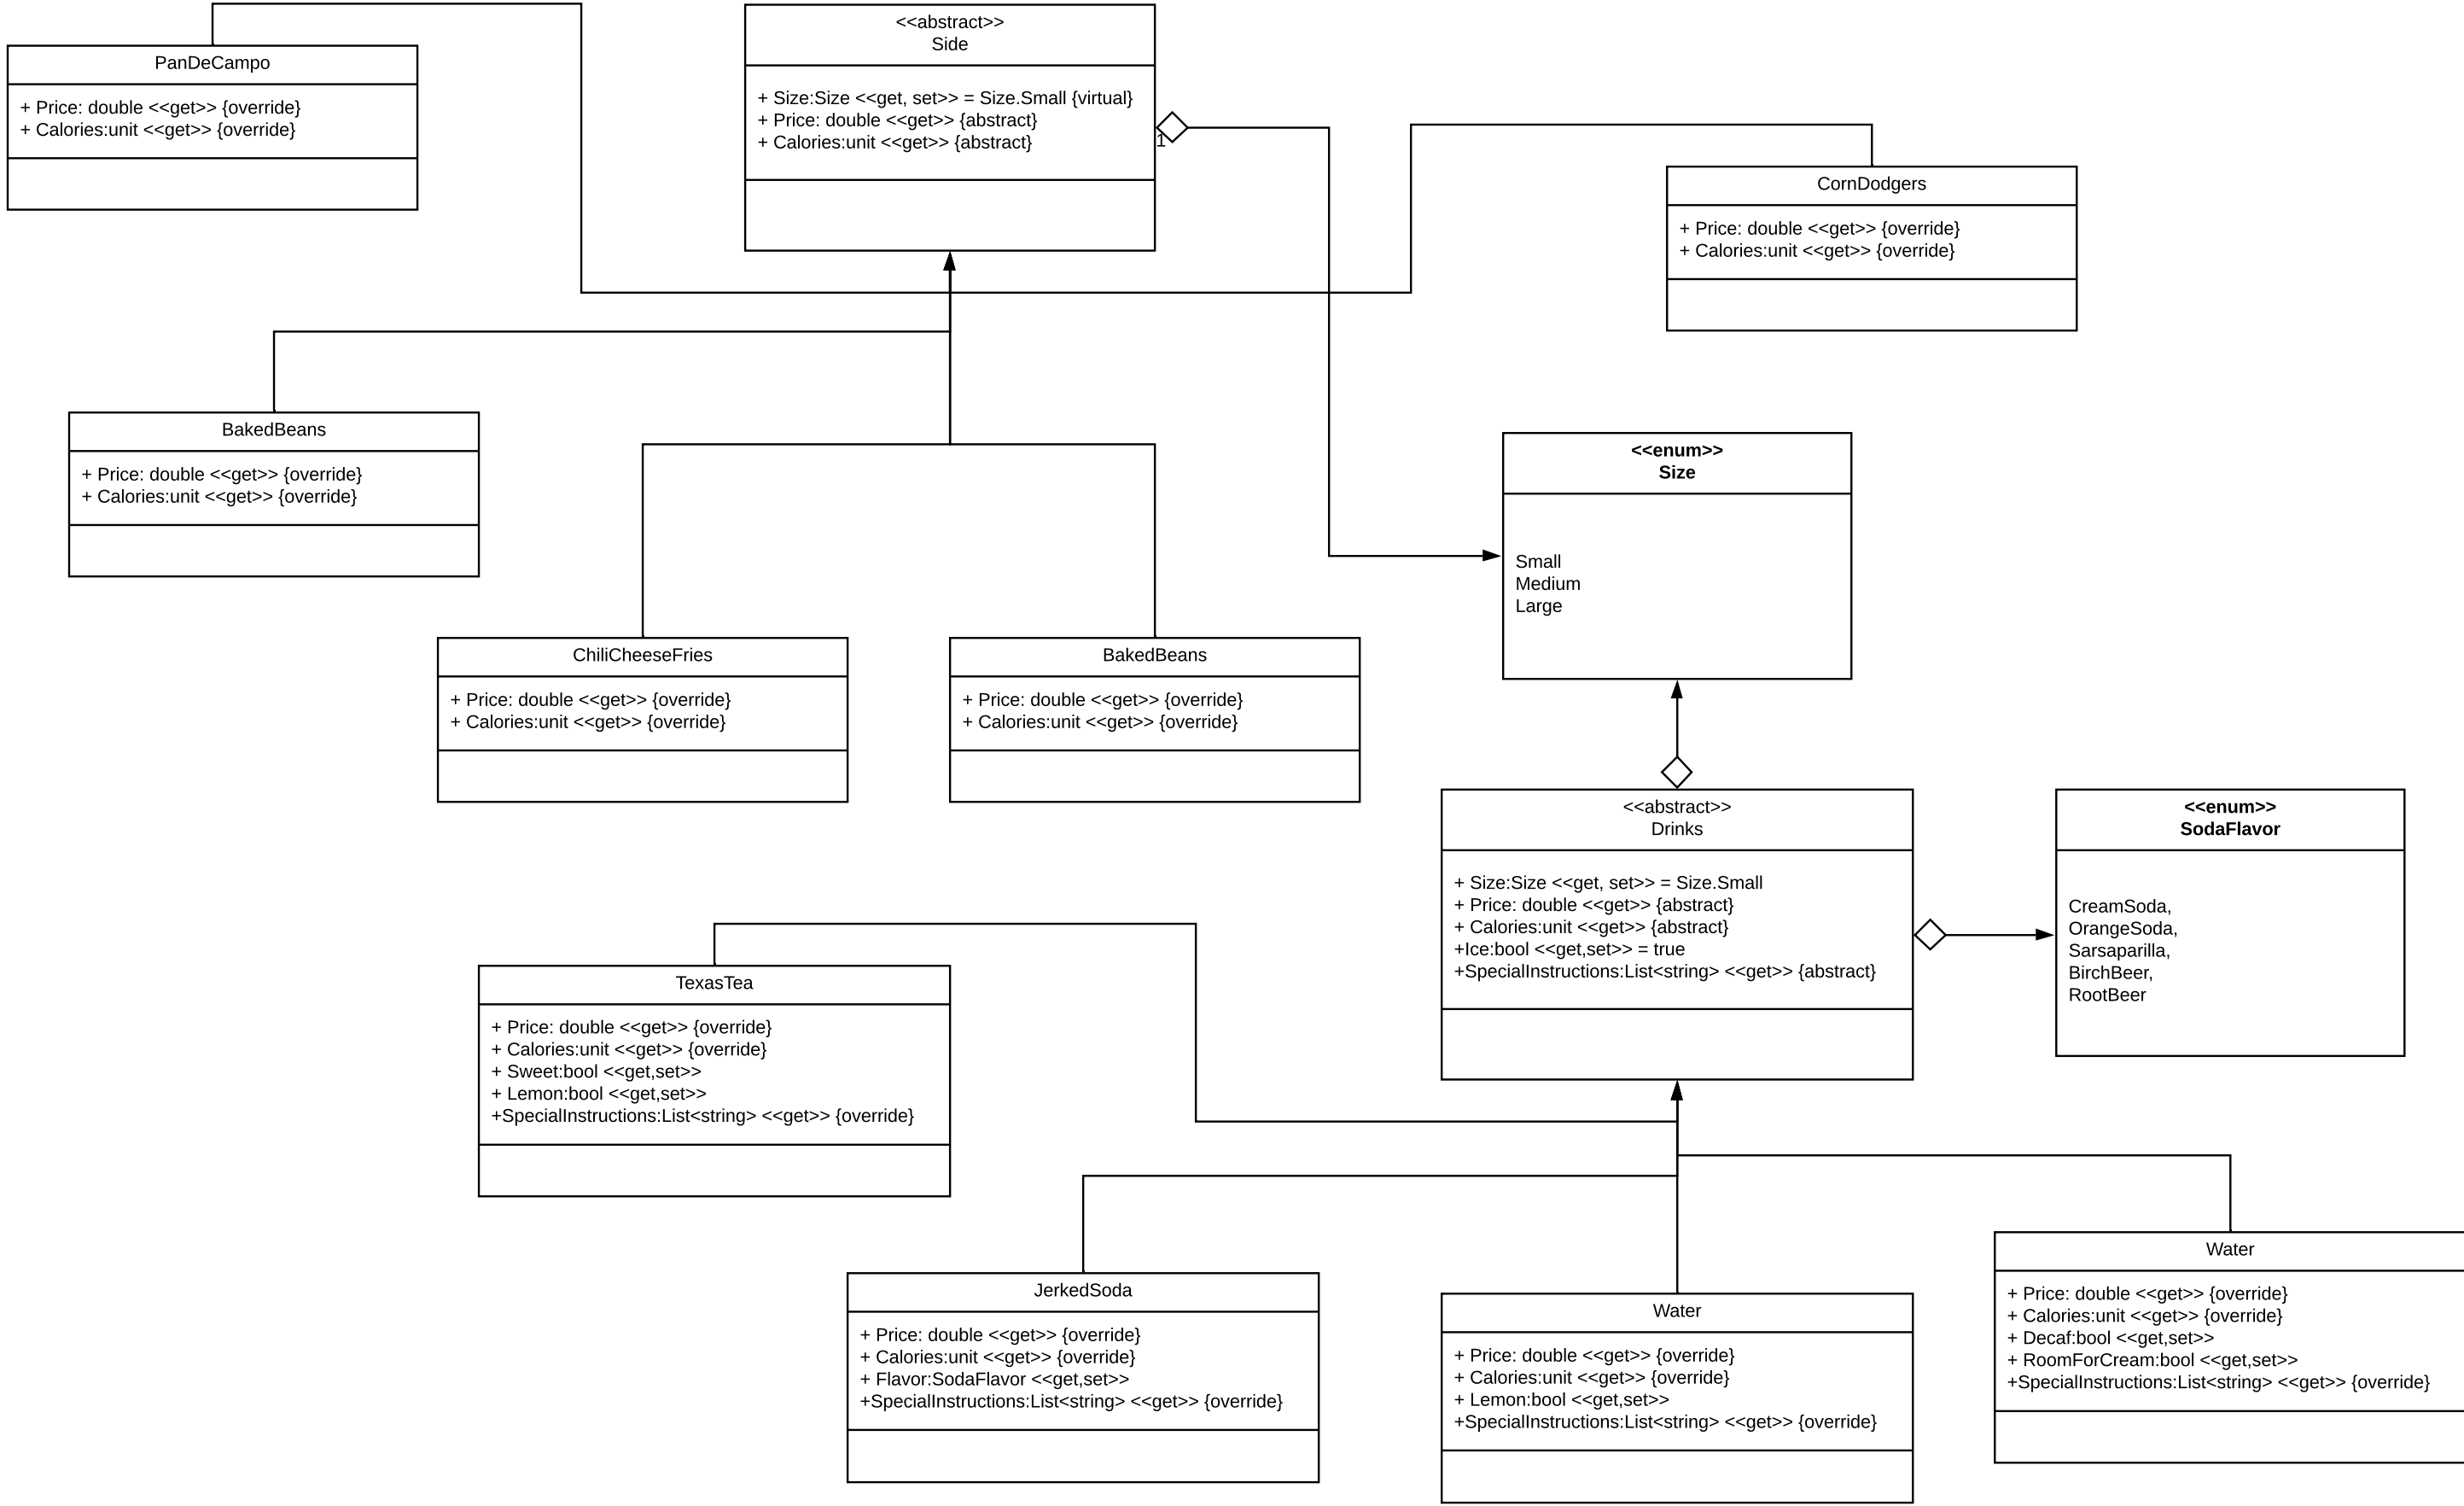 PanDeCampo
+ Price: double <<get>> {override}
+ Calories:unit <<get>> {override}
<<abstract>>
Side
+ Size:Size <<get, set>> = Size.Small {virtual}
+ Price: double <<get>> {abstract}
+ Calories:unit <<get>> {abstract}
1
CornDodgers
+ Price: double <<get>> {override}
+ Calories:unit <<get>> {override}
BakedBeans
+ Price: double <<get>> {override}
+ Calories:unit <<get>> {override}
<<enum>>
Size
Small
Medium
Large
ChiliCheeseFries
+ Price: double <<get>> {override}
+ Calories:unit <<get>> {override}
BakedBeans
+ Price: double <<get>> {override}
+ Calories:unit <<get>> {override}
<<abstract>>
Drinks
+ Size:Size <<get, set>> = Size.Small
+ Price: double <<get>> {abstract}
+ Calories:unit <<get>> {abstract}
+Ice:bool <<get,set>> = true
+SpecialInstructions:List<string> <<get>> {abstract}
<<enum>>
SodaFlavor
CreamSoda,
OrangeSoda,
Sarsaparilla,
BirchBeer,
RootBeer
TexasTea
+ Price: double <<get>> {override}
+ Calories:unit <<get>> {override}
+ Sweet:bool <<get,set>>
+ Lemon:bool <<get,set>>
+SpecialInstructions:List<string> <<get>> {override}
JerkedSoda
+ Price: double <<get>> {override}
+ Calories:unit <<get>> {override}
+ Flavor:SodaFlavor <<get,set>>
+SpecialInstructions:List<string> <<get>> {override}
Water
+ Price: double <<get>> {override}
+ Calories:unit <<get>> {override}
+ Lemon:bool <<get,set>>
+SpecialInstructions:List<string> <<get>> {override}
Water
+ Price: double <<get>> {override}
+ Calories:unit <<get>> {override}
+ Decaf:bool <<get,set>>
+ RoomForCream:bool <<get,set>>
+SpecialInstructions:List<string> <<get>> {override}